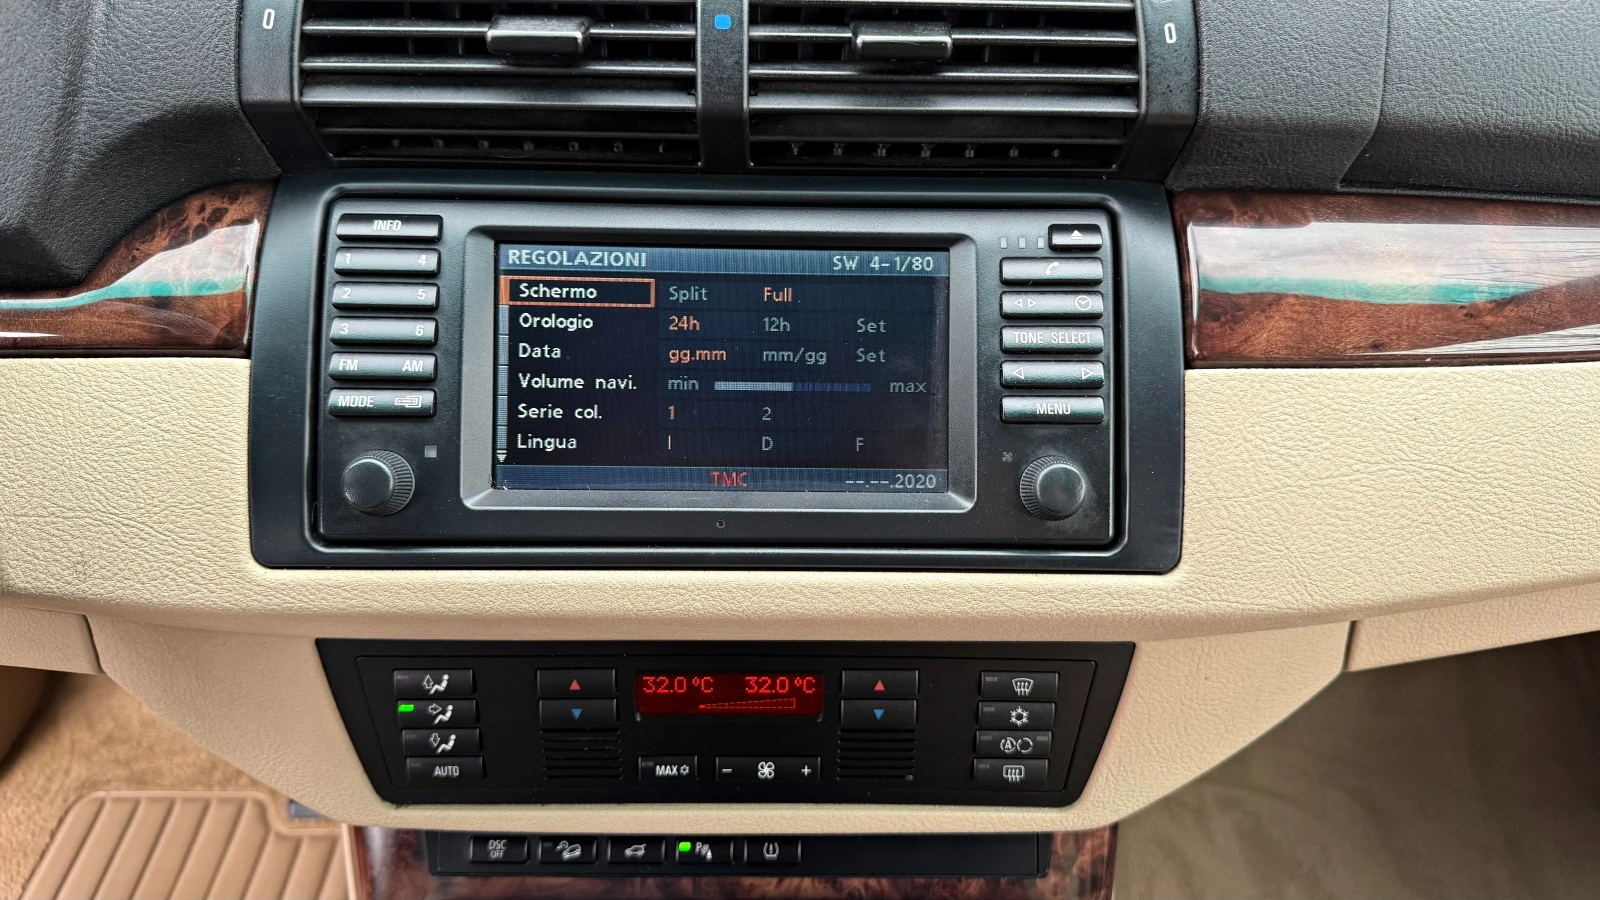 0
0
INFO
1 4
2 5
3 6
FM AM
MODE
REGOLAZIONI SW 4-1/80
Schermo Split Full
Orologio 24h 12h Set
Data gg.mm mm/gg Set
Volume navi. min max
Serie col. 1 2
Lingua I D F
TMC --.--.2020
TONE SELECT
MENU
32.0 °C 32.0 °C
AUTO
MAX
- +
A
DSC
OFF
P